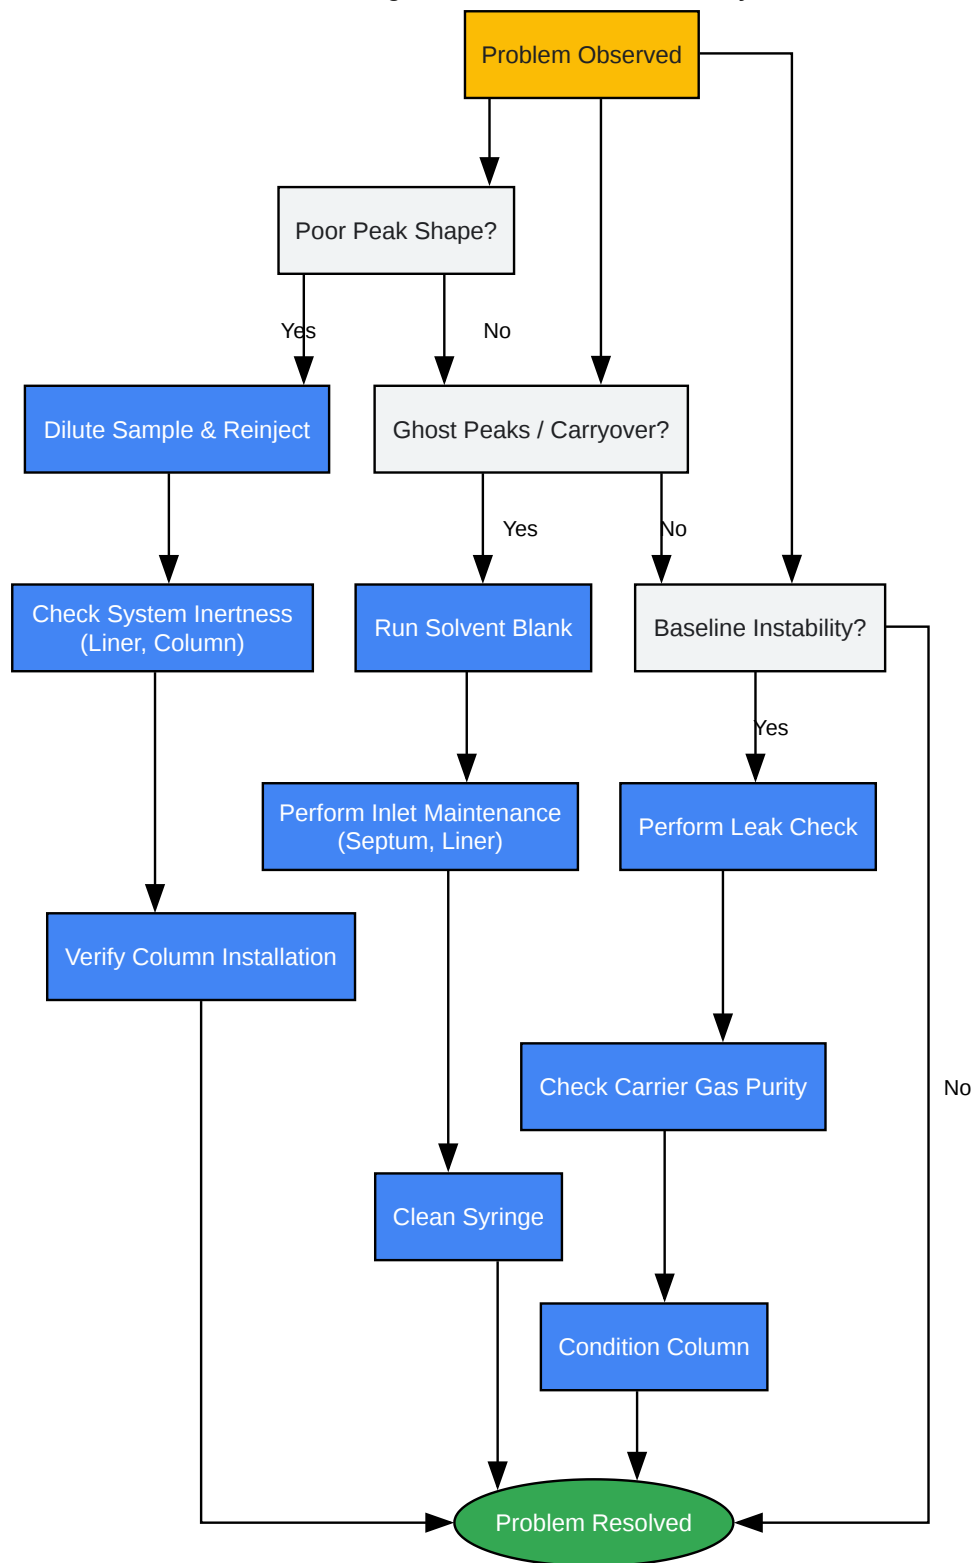 Problem Observed
Poor Peak Shape?
Yes
No
Dilute Sample & Reinject
Ghost Peaks / Carryover?
Yes
No
Check System Inertness
(Liner, Column)
Run Solvent Blank
Baseline Instability?
Yes
Perform Inlet Maintenance
(Septum, Liner)
Perform Leak Check
Verify Column Installation
Check Carrier Gas Purity
No
Clean Syringe
Condition Column
Problem Resolved